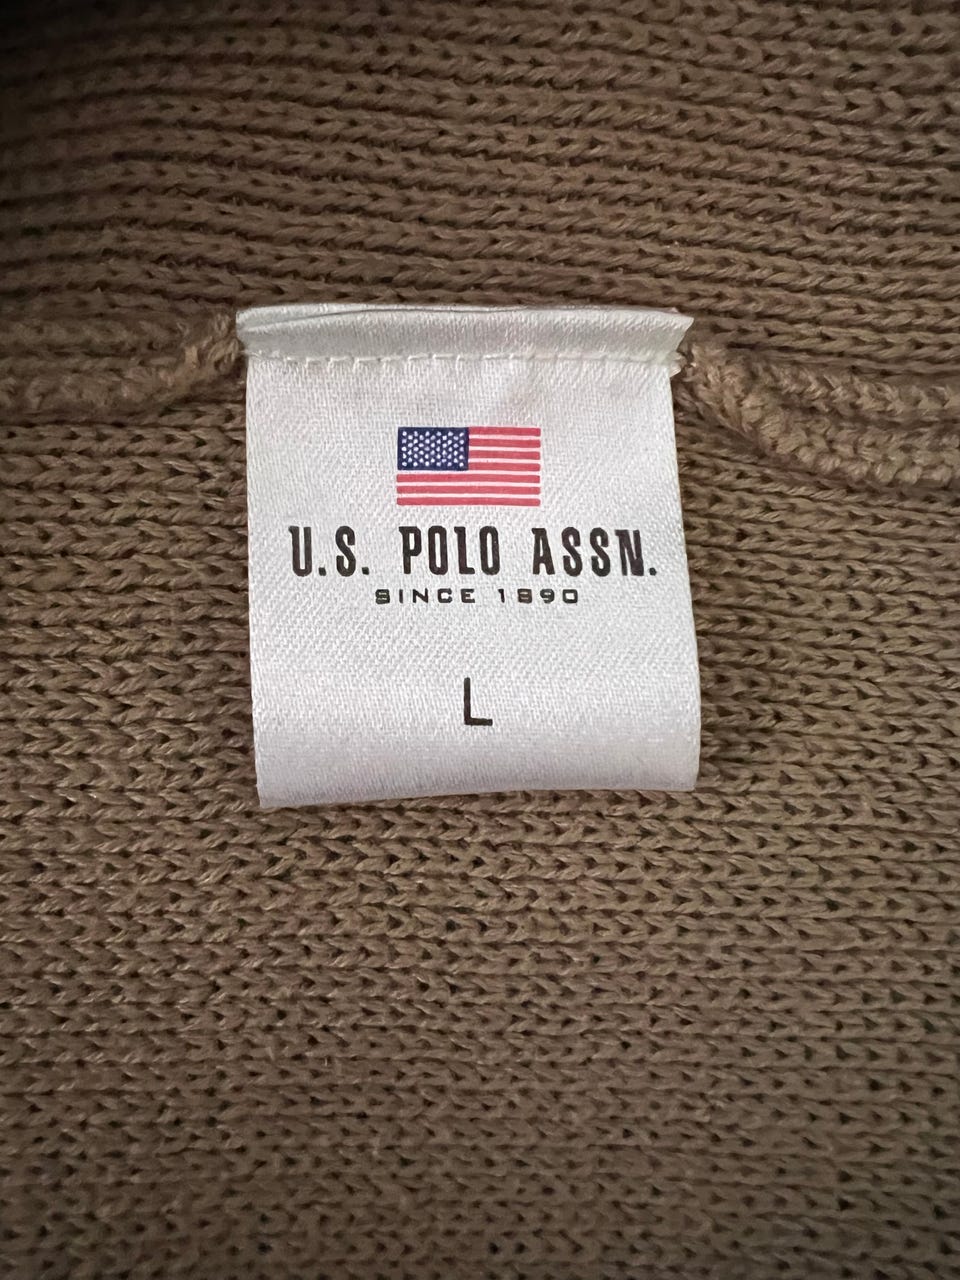 U.S. POLO ASSN.
SINCE 1890
L